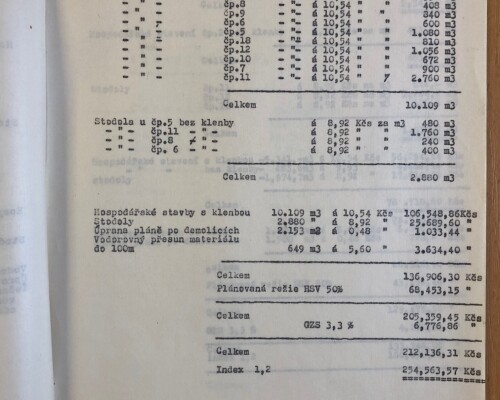 - " - čp.8 - "- á 10,54 " 408 m3
- " - čp.9 - "- á 10,54 " 840 m3
- " - čp.6 - "- á 10,54 " 600 m3
- " - čp.5 - "- á 10,54 " 1.080 m3
- " - čp.18 - "- á 10,54 " 810 m3
- " - čp.12 - "- á 10,54 " 1.056 m3
- " - čp.10 - "- á 10,54 " 672 m3
- " - čp.7 - "- á 10,54 " 900 m3
- " - čp.11 - "- á 10,54 " 2.760 m3
Celkem 10.109 m3
Stodola u čp.5 bez klenby á 8,92 Kčs za m3 480 m3
- " - čp.11 - "- á 8,92 " " 1.760 m3
- " - čp.8 - "- á 8,92 " " 240 m3
- " - čp. 6 - "- á 8,92 " " 400 m3
Celkem 2.880 m3
Hospodářské stavby s klenbou 10.109 m3 á 10,54 Kčs 106,548,86Kčs
Stodoly 2.880 " á 8,92 " 25,689,60 "
Úprana pláně po demolicích 2.153 m2 á 0,48 " 1.033,44 "
Vodorovný přesun materiálu
do 100m 649 m3 á 5,60 " 3.634,40 "
Celkem 136,906,30 Kčs
Plánovaná režie HSV 50% 68,453,15 "
Celkem 205,359,45 Kčs
GZS 3,3 % 6,776,86 "
Celkem 212,136,31 Kčs
Index 1,2 254,563,57 Kčs